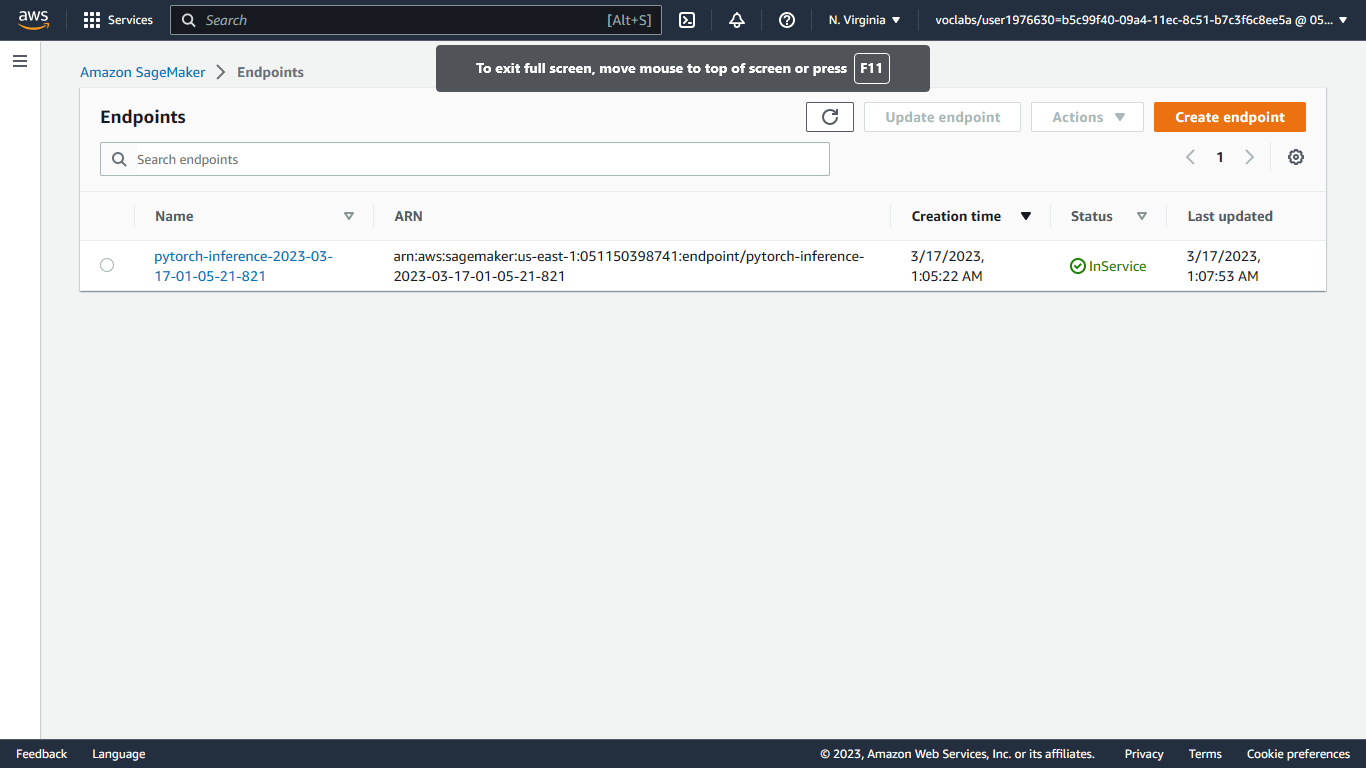 aws Services Search [Alt+S] N. Virginia voclabs/user1976630=b5c99f40-09a4-11ec-8c51-b7c3f6c8ee5a @ 05...
To exit full screen, move mouse to top of screen or press F11
Amazon SageMaker Endpoints
Endpoints Update endpoint Actions Create endpoint
Search endpoints 1
Name ARN Creation time Status Last updated
pytorch-inference-2023-03- arn:aws:sagemaker:us-east-1:051150398741:endpoint/pytorch-inference- 3/17/2023, InService 3/17/2023,
17-01-05-21-821 2023-03-17-01-05-21-821 1:05:22 AM 1:07:53 AM
Feedback Language © 2023, Amazon Web Services, Inc. or its affiliates. Privacy Terms Cookie preferences